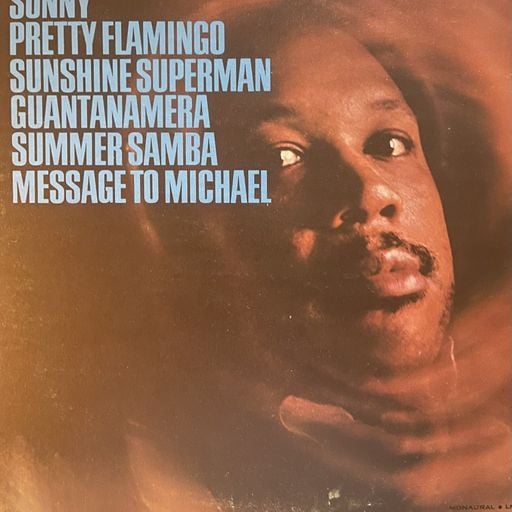 SUNNY
PRETTY FLAMINGO
SUNSHINE SUPERMAN
GUANTANAMERA
SUMMER SAMBA
MESSAGE TO MICHAEL
MONAURAL •